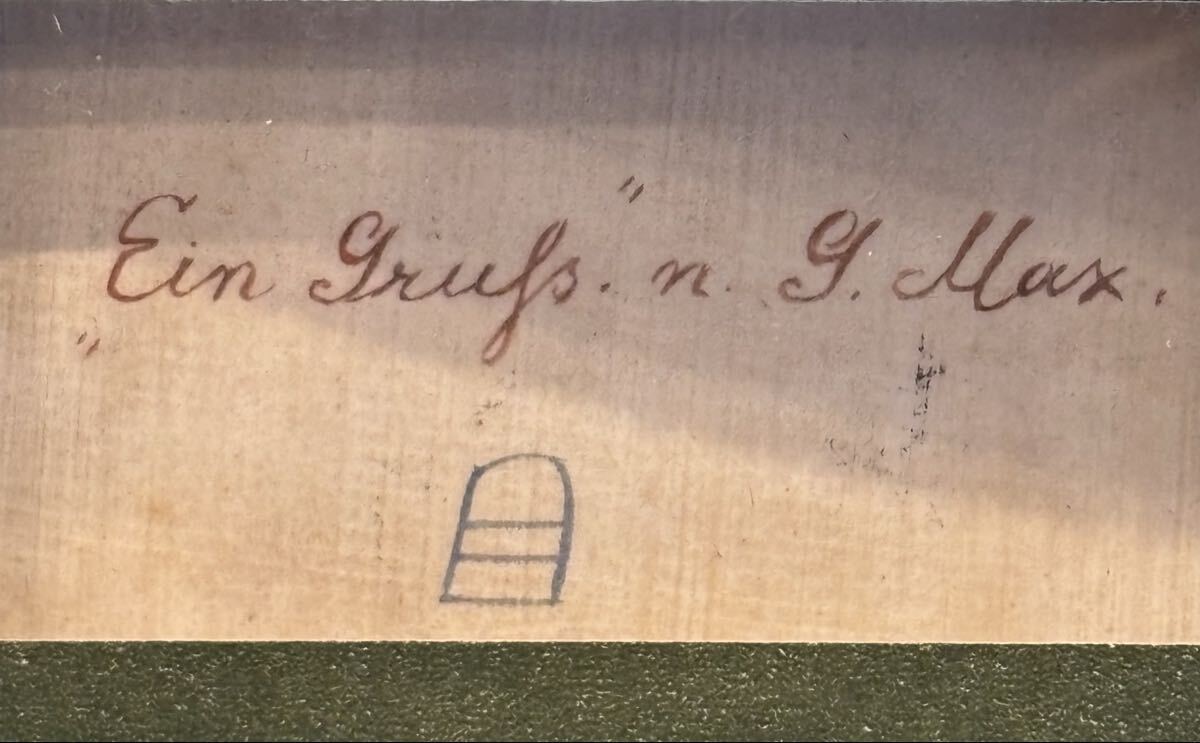 „Ein Gruſs.“ n. G. Max.